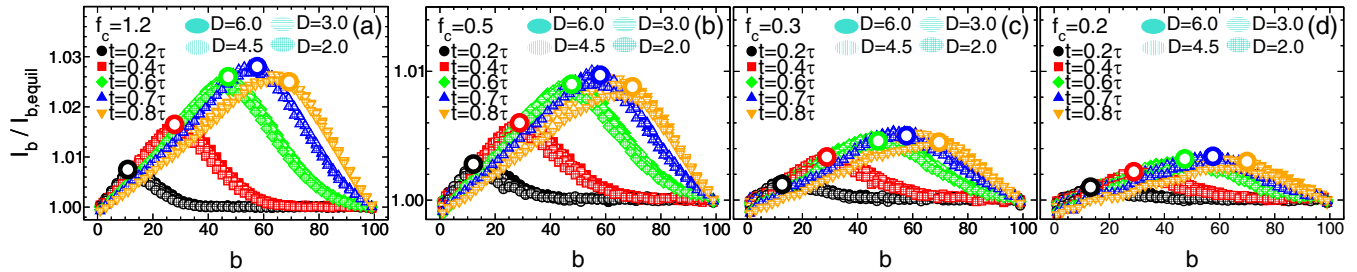 I_b / I_b,equil
1.03
1.02
1.01
1.00
f_c=1.2
D=6.0
D=3.0
(a)
D=4.5
D=2.0
t=0.2τ
t=0.4τ
t=0.6τ
t=0.7τ
t=0.8τ
0 20 40 60 80 100
b
1.01
1.00
f_c=0.5
D=6.0
D=3.0
(b)
D=4.5
D=2.0
t=0.2τ
t=0.4τ
t=0.6τ
t=0.7τ
t=0.8τ
0 20 40 60 80 100
b
f_c=0.3
D=6.0
D=3.0
(c)
D=4.5
D=2.0
t=0.2τ
t=0.4τ
t=0.6τ
t=0.7τ
t=0.8τ
0 20 40 60 80 100
b
f_c=0.2
D=6.0
D=3.0
(d)
D=4.5
D=2.0
t=0.2τ
t=0.4τ
t=0.6τ
t=0.7τ
t=0.8τ
0 20 40 60 80 100
b